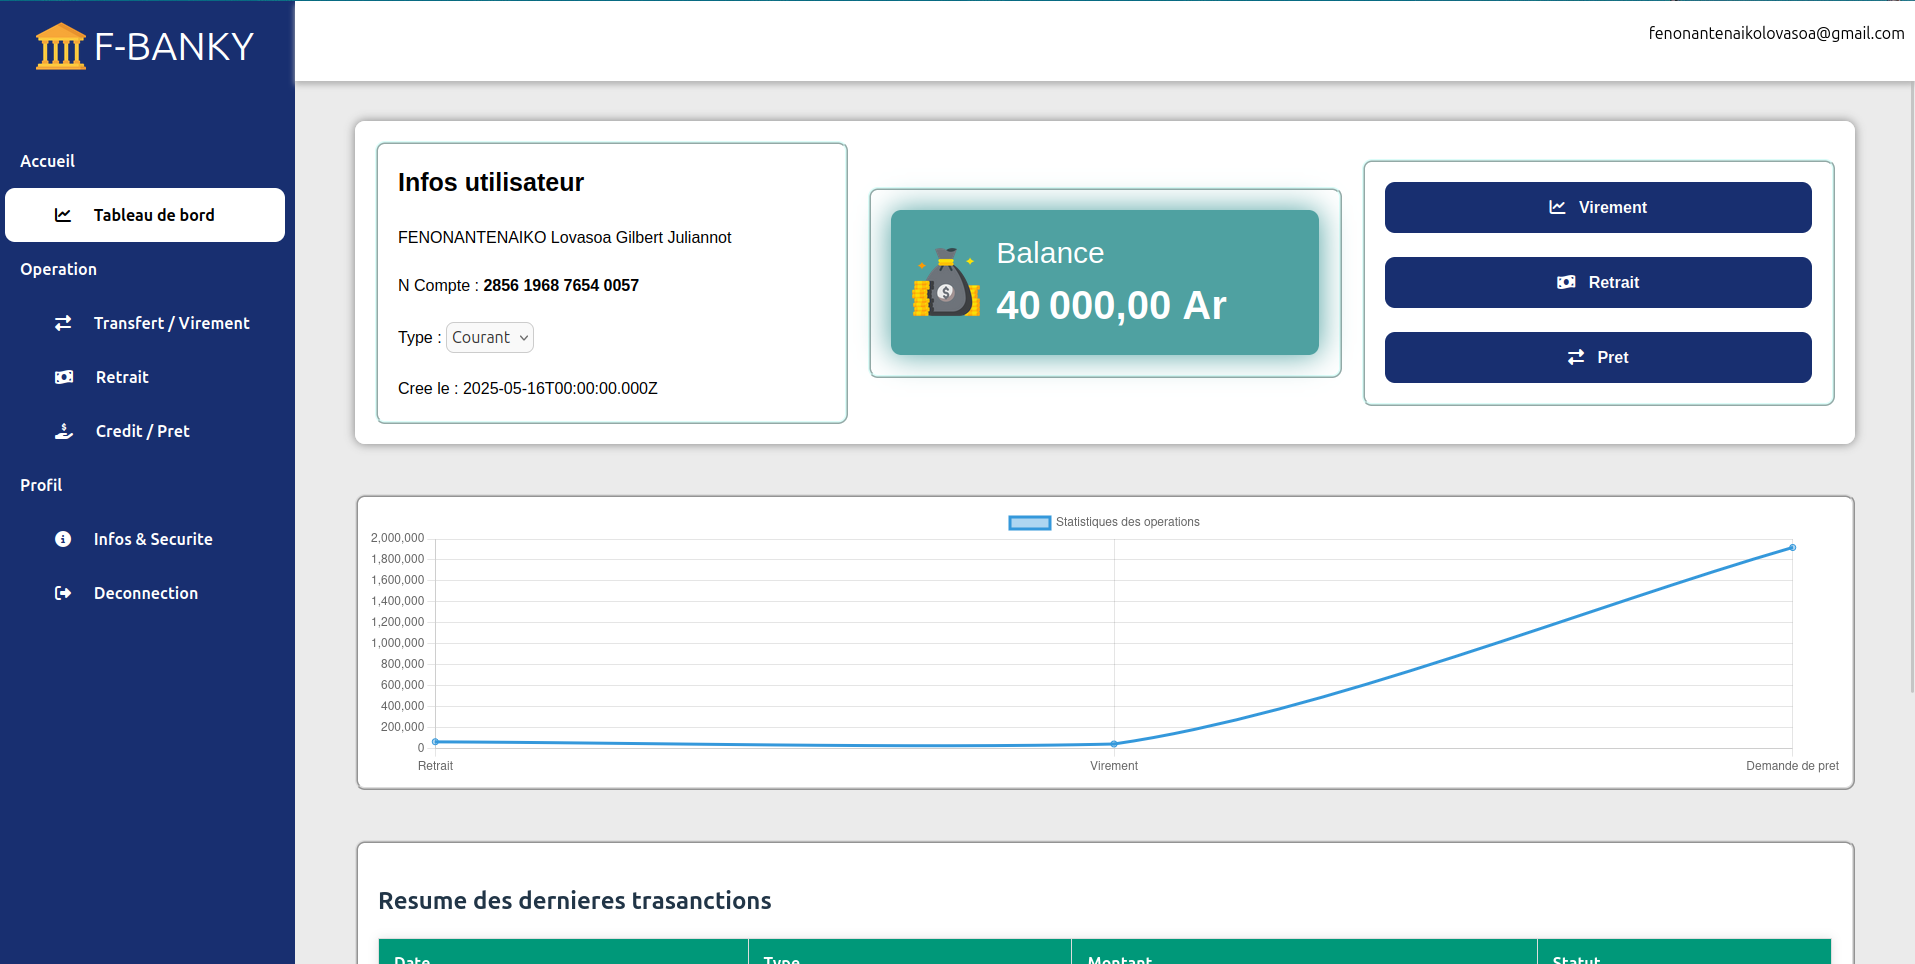 F-BANKY
fenonantenaikolovasoa@gmail.com
Accueil
Tableau de bord
Operation
Transfert / Virement
Retrait
Credit / Pret
Profil
Infos & Securite
Deconnection
Infos utilisateur
FENONANTENAIKO Lovasoa Gilbert Juliannot
N Compte : 2856 1968 7654 0057
Type : Courant
Cree le : 2025-05-16T00:00:00.000Z
Balance
40 000,00 Ar
Virement
Retrait
Pret
Statistiques des operations
2,000,000
1,800,000
1,600,000
1,400,000
1,200,000
1,000,000
800,000
600,000
400,000
200,000
0
Retrait Virement Demande de pret
Resume des dernieres trasanctions
Date Type Montant Statut